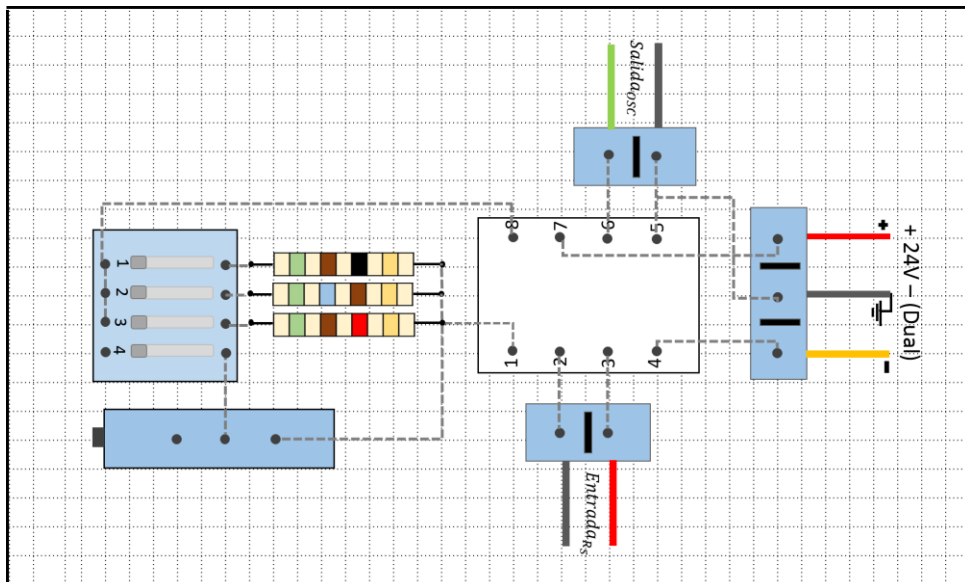 Salida_OSC
+ 24V – (Dual)
+
-
8 7 6 5
1 2 3 4
1
2
3
4
Entrada_Rs